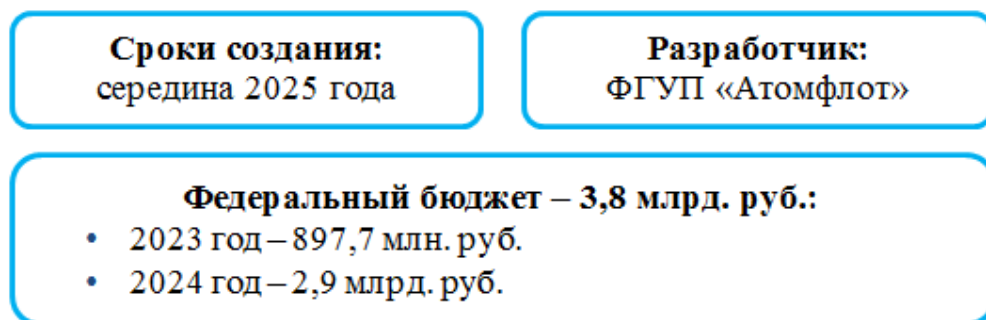 Сроки создания:
середина 2025 года
Разработчик:
ФГУП «Атомфлот»
Федеральный бюджет – 3,8 млрд. руб.:
• 2023 год – 897,7 млн. руб.
• 2024 год – 2,9 млрд. руб.